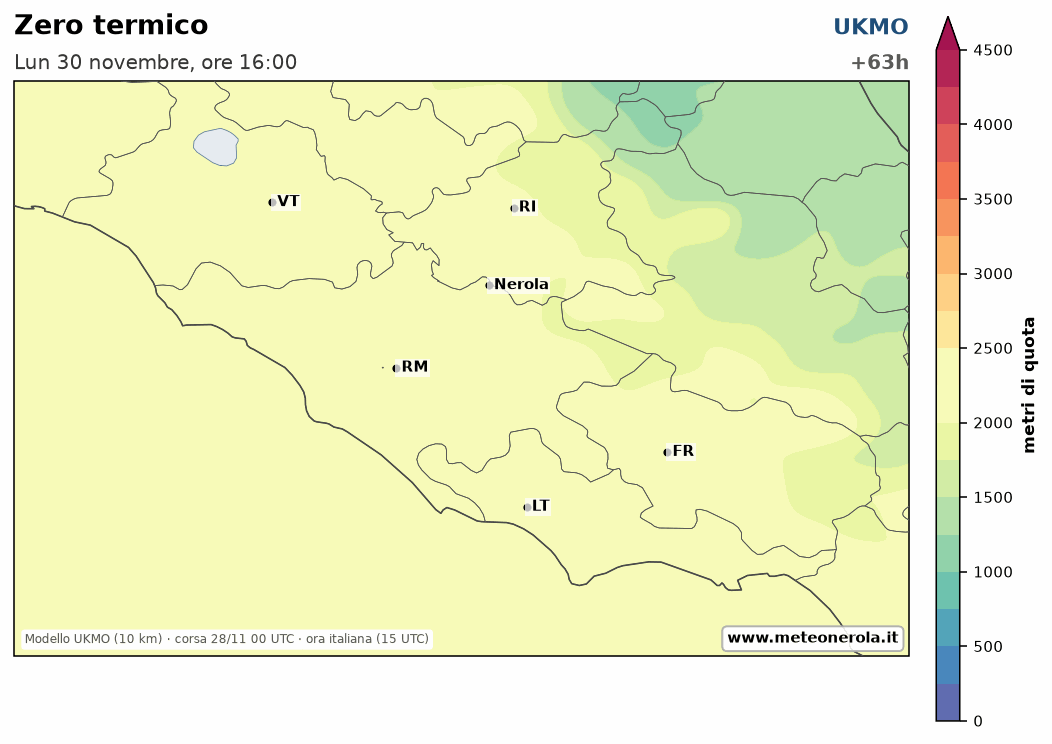 Zero termico
UKMO
Lun 30 novembre, ore 16:00
+63h
VT
RI
Nerola
RM
FR
LT
Modello UKMO (10 km) · corsa 28/11 00 UTC · ora italiana (15 UTC)
www.meteonerola.it
4500
4000
3500
3000
2500
2000
1500
1000
500
0
metri di quota